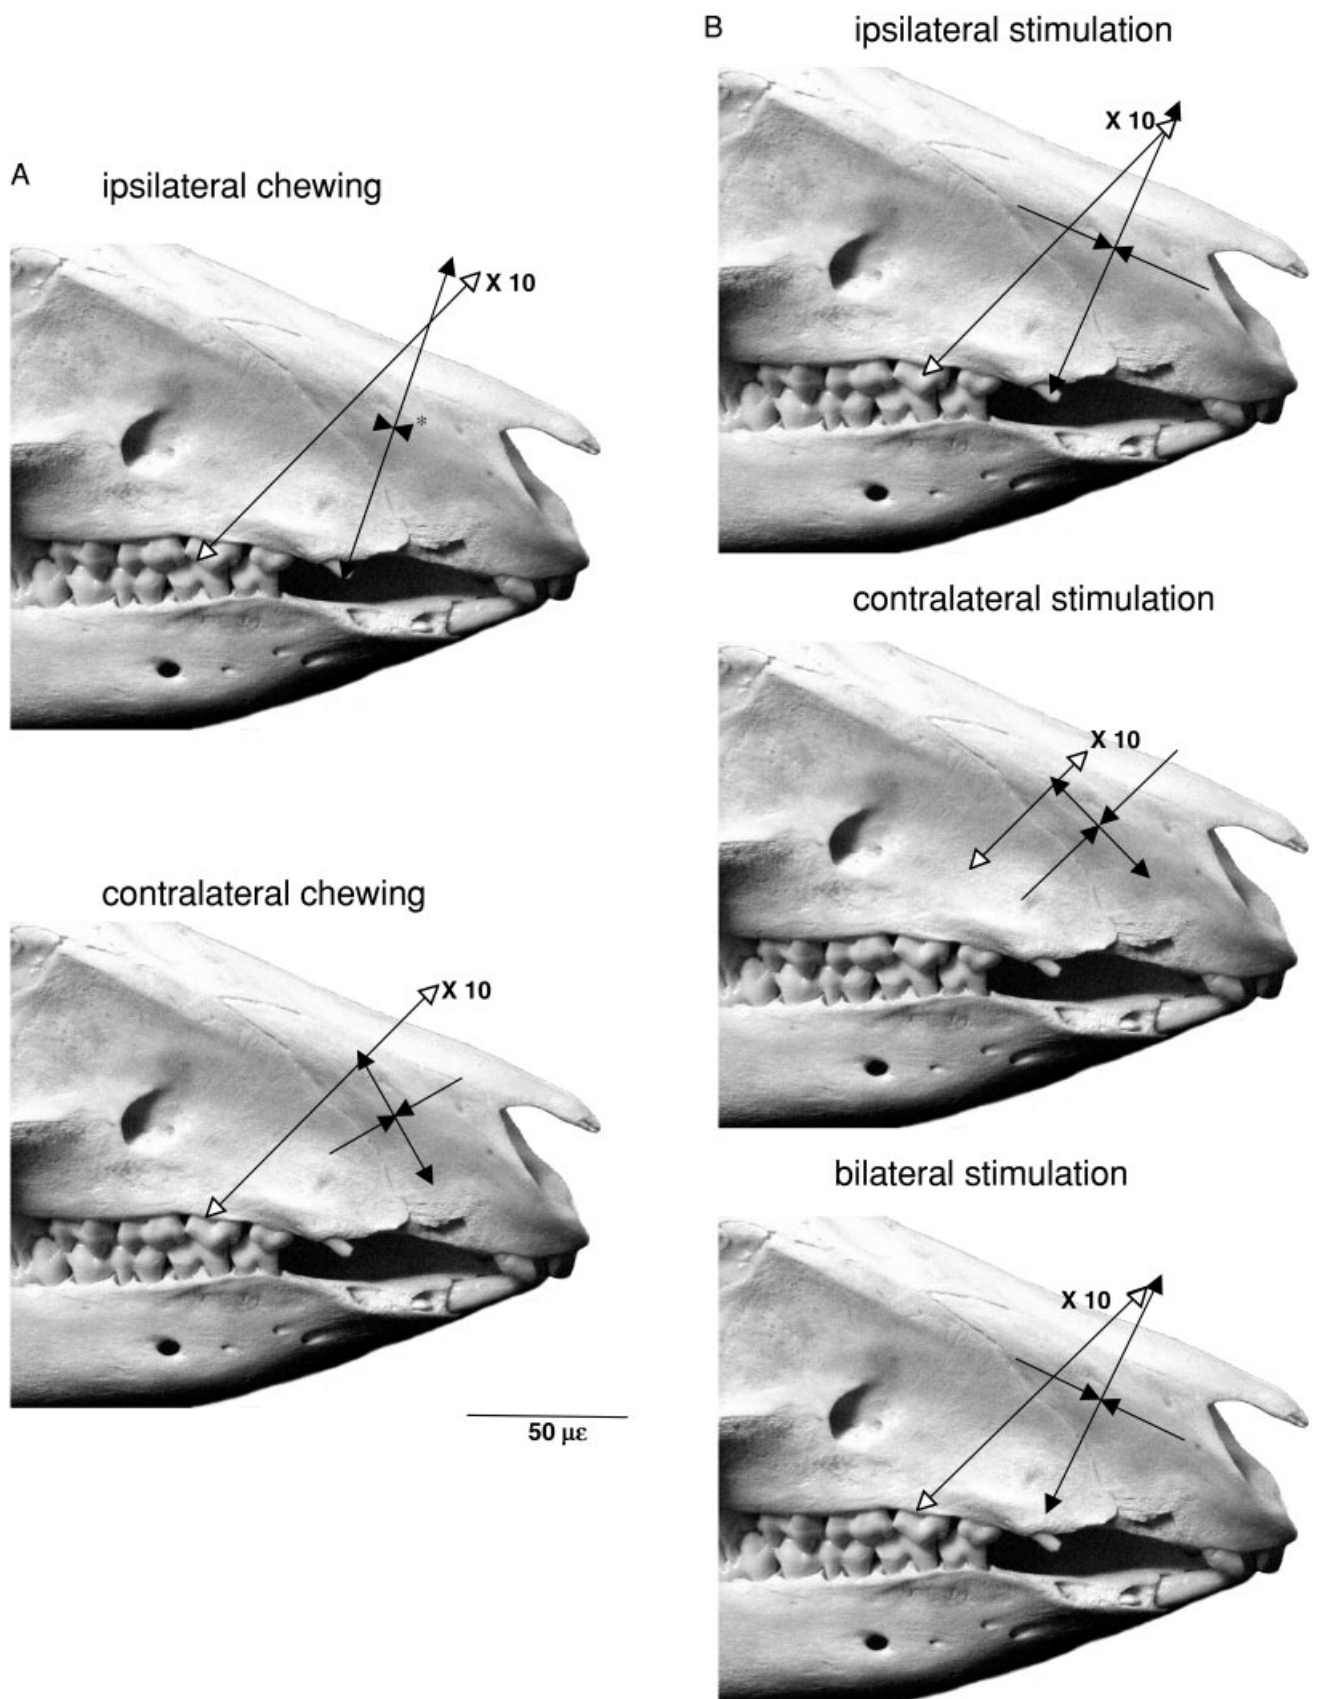 A
ipsilateral chewing
X 10
*
contralateral chewing
X 10
50 με
B
ipsilateral stimulation
X 10
contralateral stimulation
X 10
bilateral stimulation
X 10